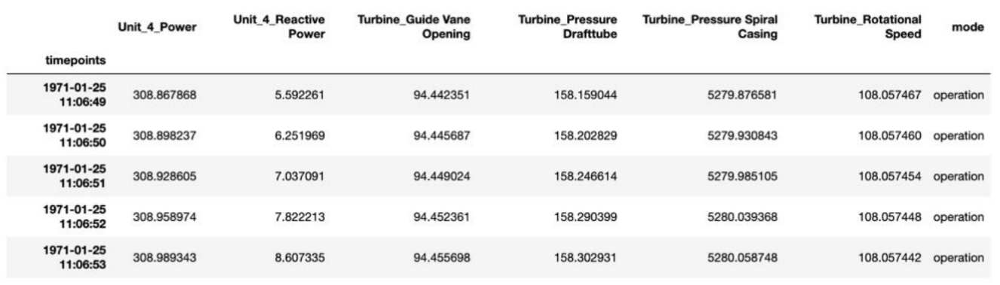 Unit_4_Power Unit_4_Reactive Power Turbine_Guide Vane Opening Turbine_Pressure Drafttube Turbine_Pressure Spiral Casing Turbine_Rotational Speed mode
timepoints
1971-01-25 11:06:49 308.867868 5.592261 94.442351 158.159044 5279.876581 108.057467 operation
1971-01-25 11:06:50 308.898237 6.251969 94.445687 158.202829 5279.930843 108.057460 operation
1971-01-25 11:06:51 308.928605 7.037091 94.449024 158.246614 5279.985105 108.057454 operation
1971-01-25 11:06:52 308.958974 7.822213 94.452361 158.290399 5280.039368 108.057448 operation
1971-01-25 11:06:53 308.989343 8.607335 94.455698 158.302931 5280.058748 108.057442 operation